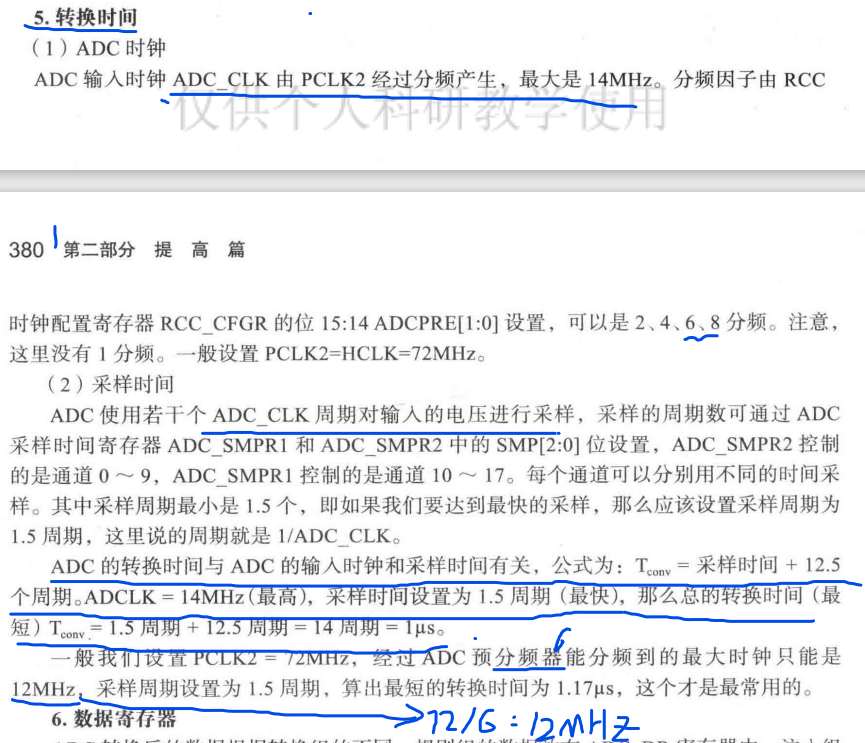 5. 转换时间
（1）ADC 时钟
ADC 输入时钟 ADC_CLK 由 PCLK2 经过分频产生，最大是 14MHz。分频因子由 RCC
仅供个人科研教学使用
380 第二部分 提 高 篇
时钟配置寄存器 RCC_CFGR 的位 15:14 ADCPRE[1:0] 设置，可以是 2、4、6、8 分频。注意，
这里没有 1 分频。一般设置 PCLK2=HCLK=72MHz。
（2）采样时间
ADC 使用若干个 ADC_CLK 周期对输入的电压进行采样，采样的周期数可通过 ADC
采样时间寄存器 ADC_SMPR1 和 ADC_SMPR2 中的 SMP[2:0] 位设置，ADC_SMPR2 控制
的是通道 0 ～ 9，ADC_SMPR1 控制的是通道 10 ～ 17。每个通道可以分别用不同的时间采
样。其中采样周期最小是 1.5 个，即如果我们要达到最快的采样，那么应该设置采样周期为
1.5 周期，这里说的周期就是 1/ADC_CLK。
ADC 的转换时间与 ADC 的输入时钟和采样时间有关，公式为：Tconv = 采样时间 + 12.5
个周期。ADCLK = 14MHz（最高），采样时间设置为 1.5 周期（最快），那么总的转换时间（最
短）Tconv = 1.5 周期 + 12.5 周期 = 14 周期 = 1μs。
6
一般我们设置 PCLK2 = 72MHz，经过 ADC 预分频器能分频到的最大时钟只能是
12MHz，采样周期设置为 1.5 周期，算出最短的转换时间为 1.17μs，这个才是最常用的。
6. 数据寄存器
72/6 = 12MHz